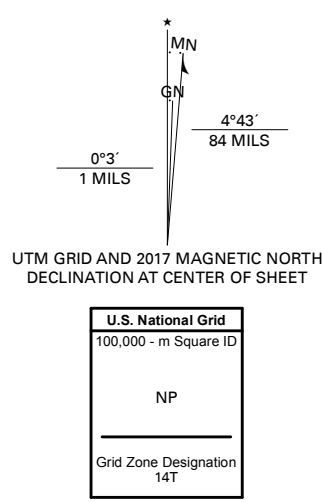 ★
MN
GN
4°43´
84 MILS
0°3´
1 MILS
UTM GRID AND 2017 MAGNETIC NORTH
DECLINATION AT CENTER OF SHEET
U.S. National Grid
100,000 - m Square ID
NP
Grid Zone Designation
14T